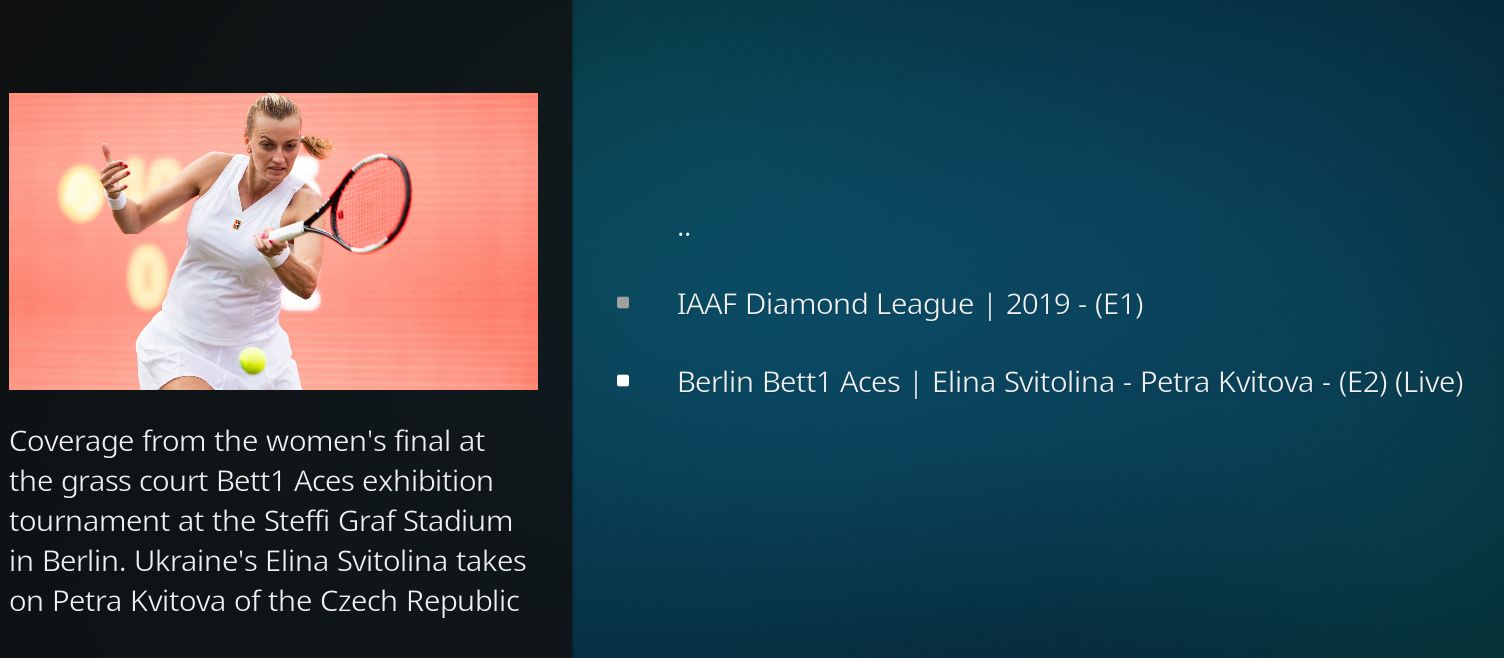 Coverage from the women's final at
the grass court Bett1 Aces exhibition
tournament at the Steffi Graf Stadium
in Berlin. Ukraine's Elina Svitolina takes
on Petra Kvitova of the Czech Republic
..
IAAF Diamond League | 2019 - (E1)
Berlin Bett1 Aces | Elina Svitolina - Petra Kvitova - (E2) (Live)